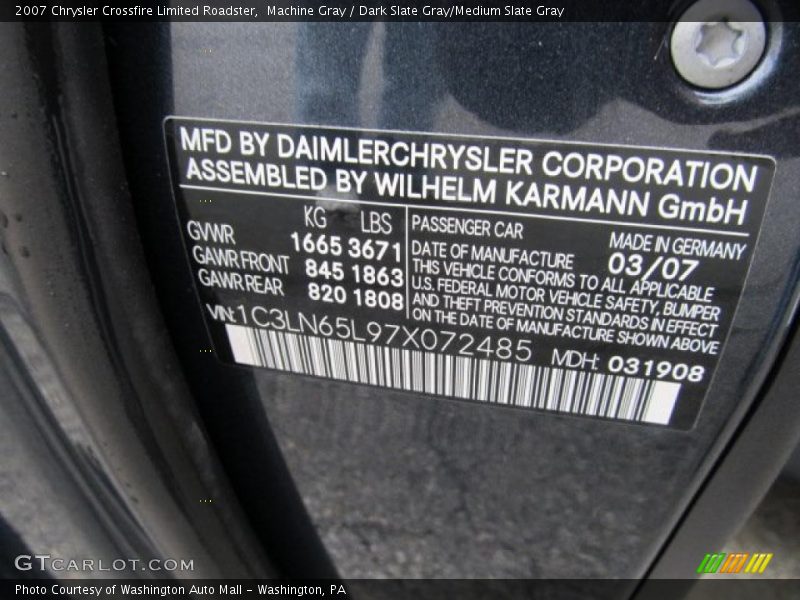 2007 Chrysler Crossfire Limited Roadster,  Machine Gray / Dark Slate Gray/Medium Slate Gray
MFD BY DAIMLERCHRYSLER CORPORATION
ASSEMBLED BY WILHELM KARMANN GmbH
KG LBS
GVWR 1665 3671
GAWR FRONT 845 1863
GAWR REAR 820 1808
PASSENGER CAR
DATE OF MANUFACTURE MADE IN GERMANY
03/07
THIS VEHICLE CONFORMS TO ALL APPLICABLE
U.S. FEDERAL MOTOR VEHICLE SAFETY, BUMPER
AND THEFT PREVENTION STANDARDS IN EFFECT
ON THE DATE OF MANUFACTURE SHOWN ABOVE
VIN: 1C3LN65L97X072485 MDH: 031908
GTCARLOT.COM
Photo Courtesy of Washington Auto Mall - Washington, PA